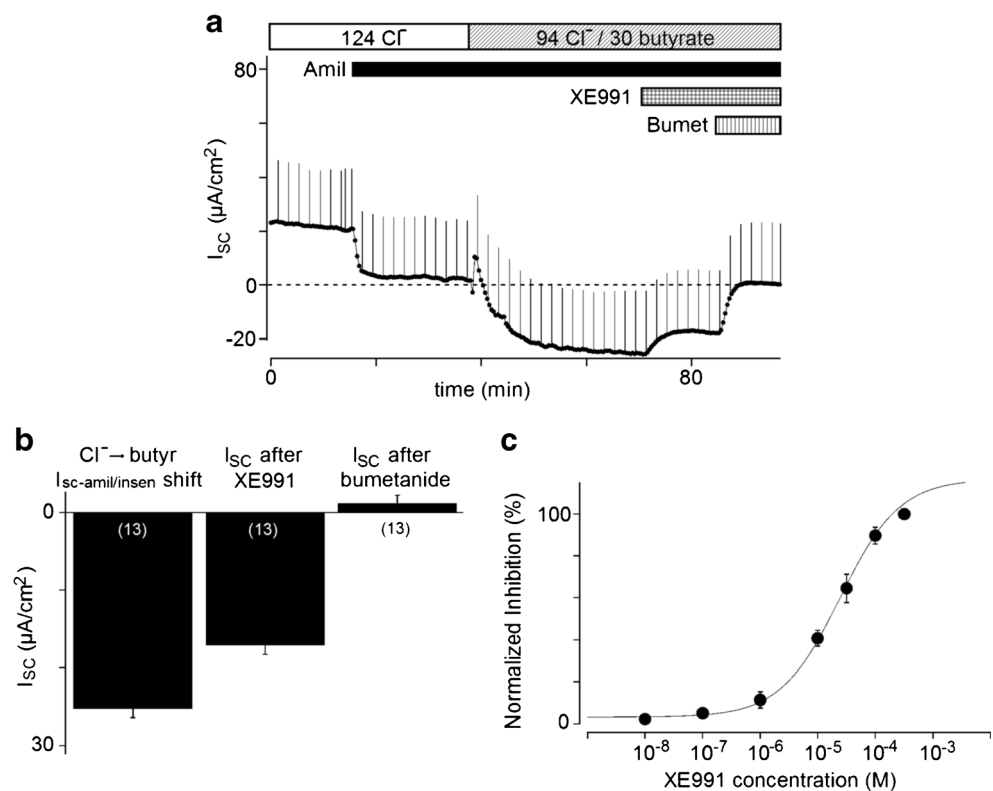 a
124 Cl⁻
94 Cl⁻ / 30 butyrate
Amil
XE991
Bumet
80
0
-20
I_SC (µA/cm²)
0
80
time (min)
b
Cl⁻→ butyr
I_sc-amil/insen shift
I_SC after
XE991
I_SC after
bumetanide
0
(13)
(13)
(13)
30
I_SC (µA/cm²)
c
100
0
Normalized Inhibition (%)
10⁻⁸
10⁻⁷
10⁻⁶
10⁻⁵
10⁻⁴
10⁻³
XE991 concentration (M)